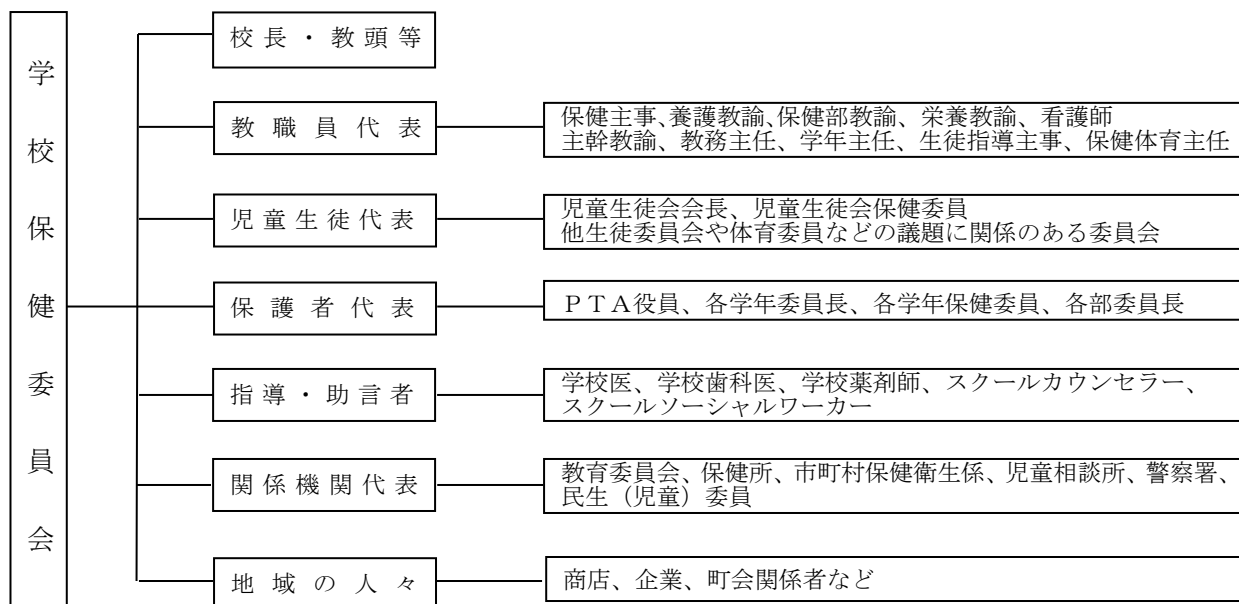 学校保健委員会
校長・教頭等
教職員代表
保健主事、養護教諭、保健部教諭、栄養教諭、看護師
主幹教諭、教務主任、学年主任、生徒指導主事、保健体育主任
児童生徒代表
児童生徒会会長、児童生徒会保健委員
他生徒委員会や体育委員などの議題に関係のある委員会
保護者代表
ＰＴＡ役員、各学年委員長、各学年保健委員、各部委員長
指導・助言者
学校医、学校歯科医、学校薬剤師、スクールカウンセラー、
スクールソーシャルワーカー
関係機関代表
教育委員会、保健所、市町村保健衛生係、児童相談所、警察署、
民生（児童）委員
地域の人々
商店、企業、町会関係者など